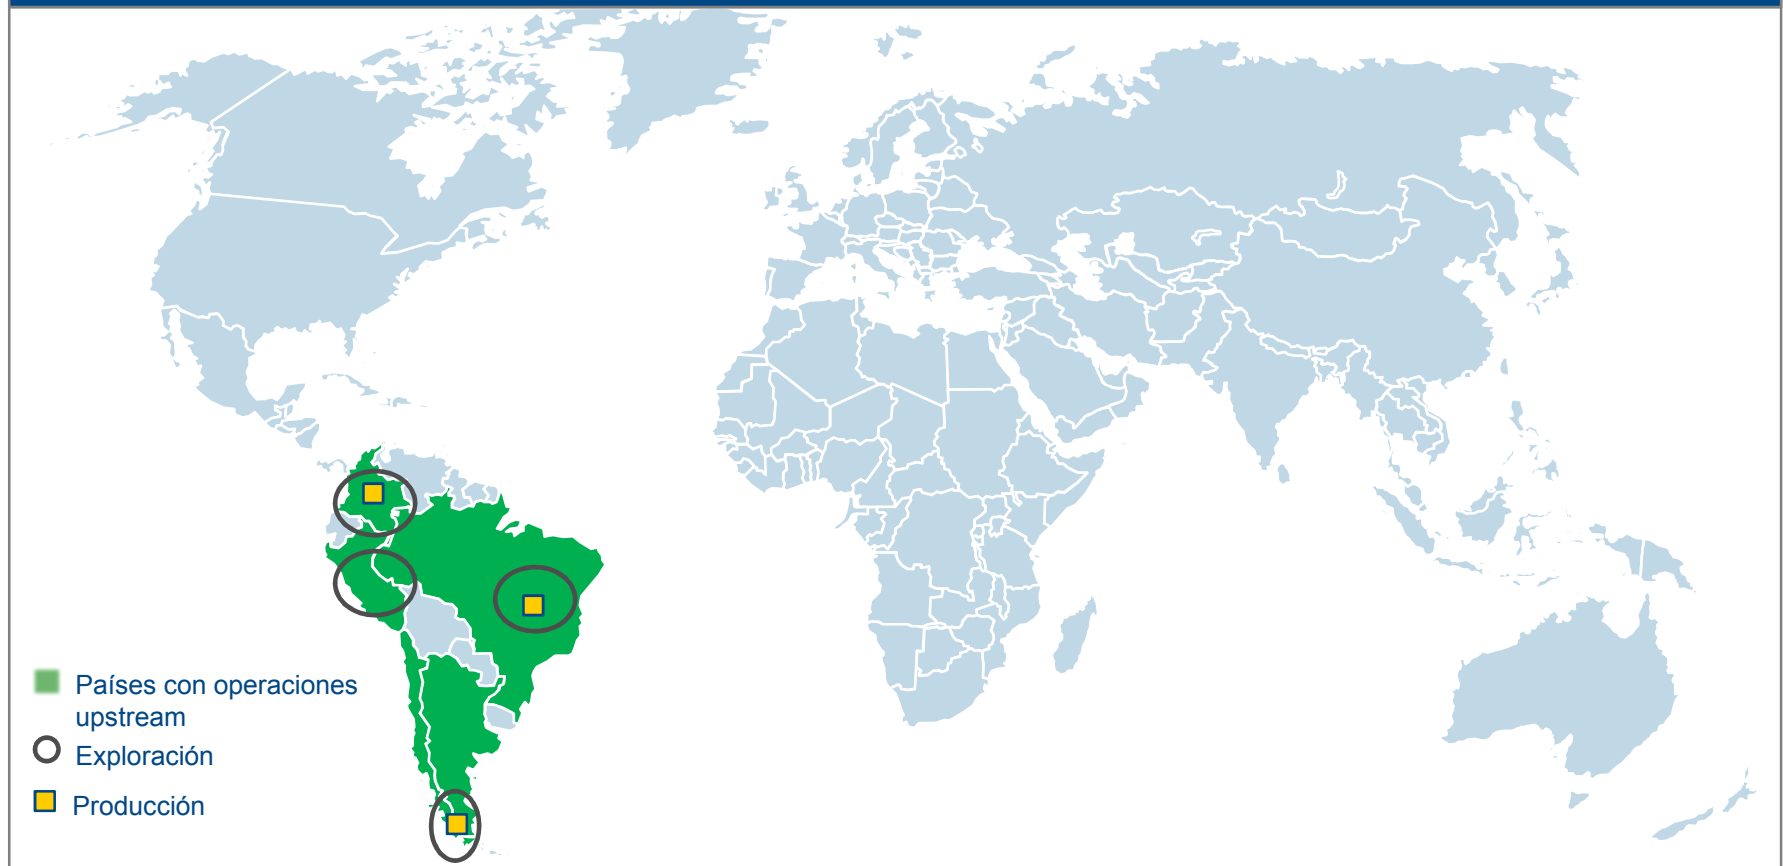 Países con operaciones
upstream
Exploración
Producción